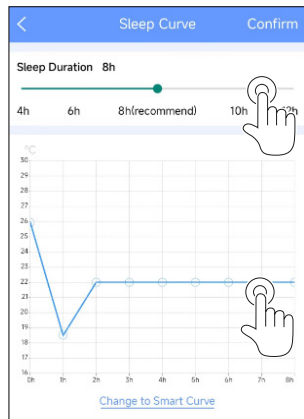 Sleep Curve Confirm
Sleep Duration 8h
4h 6h 8h(recommend) 10h 12h
°C
30
29
28
27
26
25
24
23
22
21
20
19
18
17
16
0h 1h 2h 3h 4h 5h 6h 7h 8h
Change to Smart Curve